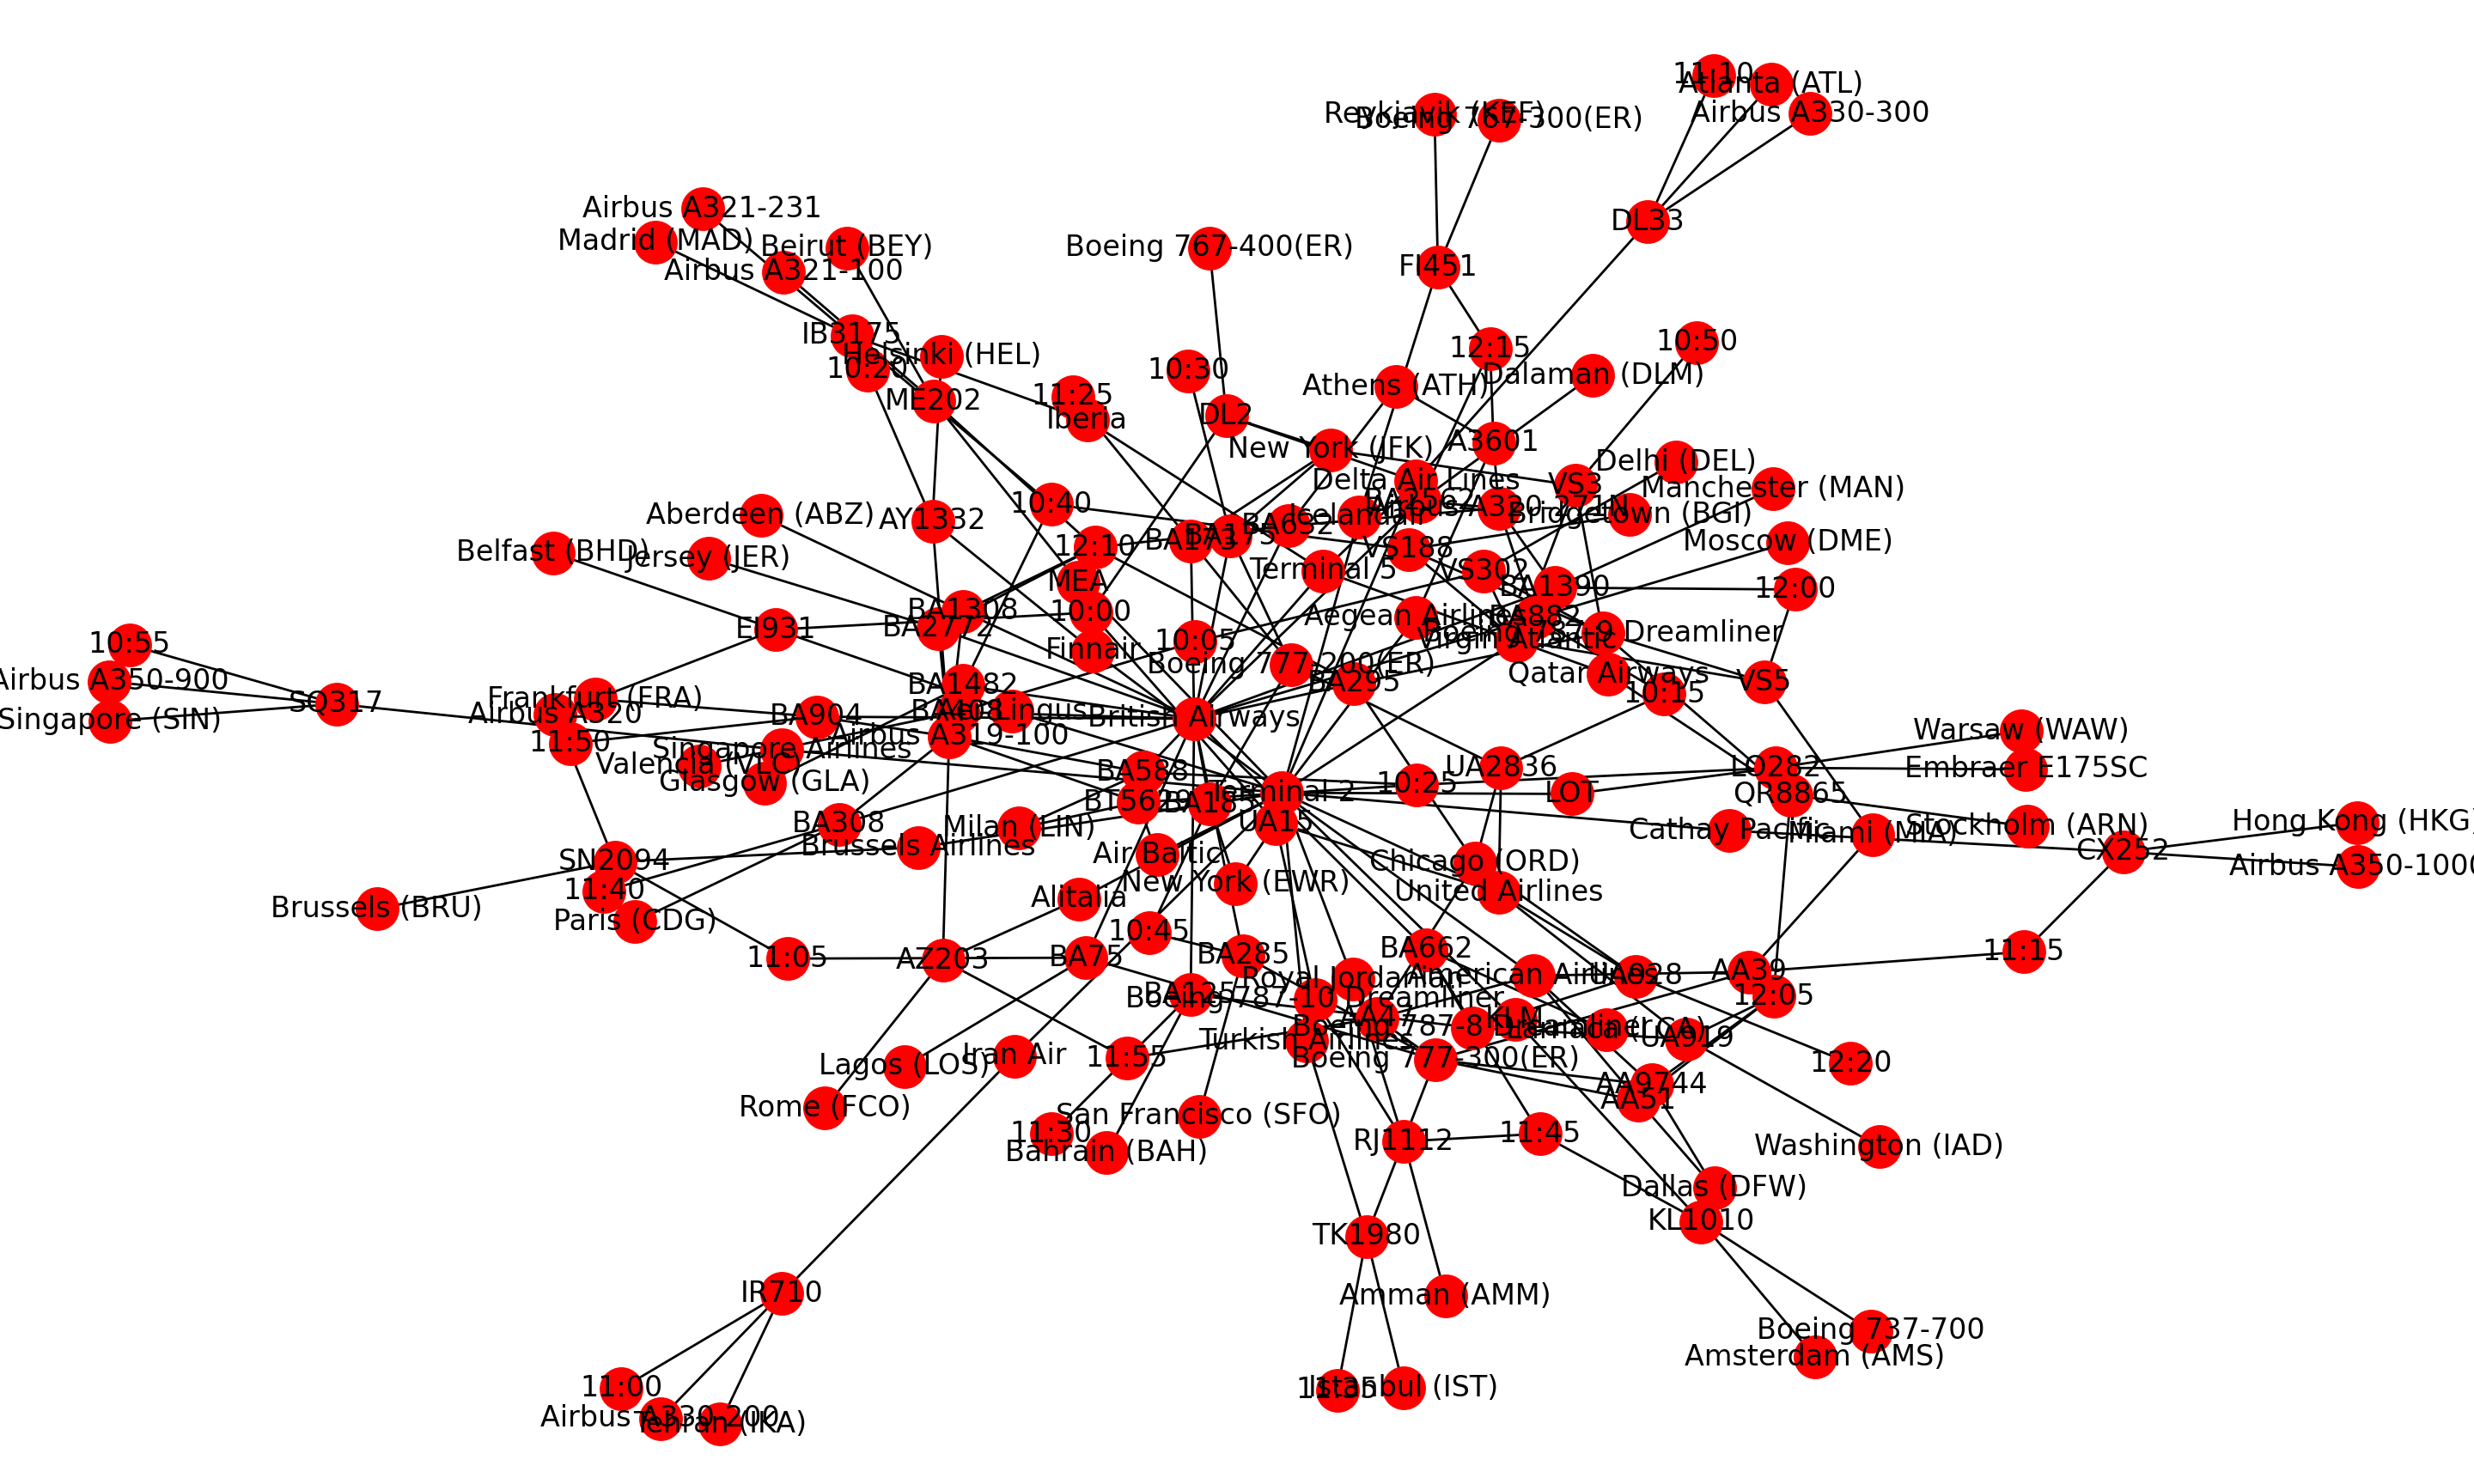 11:10
Atlanta (ATL)
Airbus A330-300
Reykjavik (KEF)
Boeing 767-300(ER)
Airbus A321-231
DL33
Madrid (MAD)
Beirut (BEY)
Boeing 767-400(ER)
Airbus A321-100
FI451
IB3175
Helsinki (HEL)
10:20
10:30
12:15
10:50
Athens (ATH)
Dalaman (DLM)
11:25
ME202
Iberia
DL2
New York (JFK)
A3601
Delhi (DEL)
Delta Air Lines
VS3
Manchester (MAN)
10:40
Airbus A320-271N
Aberdeen (ABZ)
AY1332
BA632
Icelandair
Bridgetown (BGI)
12:10
BA173
BA175
VS188
Moscow (DME)
Belfast (BHD)
Jersey (JER)
Terminal 5
VS302
MEA
BA1390
12:00
BA1308
10:00
Aegean Airlines
BA882
EI931
BA2772
10:05
Boeing 787-9 Dreamliner
Virgin Atlantic
10:55
Finnair
Boeing 777-200(ER)
Airbus A350-900
BA1482
BA295
Qatar Airways
10:15
VS5
SQ317
Frankfurt (FRA)
Singapore (SIN)
Airbus A320
BA904
BA408
Aer Lingus
British Airways
Warsaw (WAW)
11:50
Airbus A319-100
Singapore Airlines
Valencia (VLC)
BA588
UA2836
LO282
Embraer E175SC
Glasgow (GLA)
10:25
LOT
Terminal 2
QR8865
BT5629
BA185
BA308
Milan (LIN)
UA15
Cathay Pacific
Miami (MIA)
Stockholm (ARN)
Hong Kong (HKG)
Brussels Airlines
Air Baltic
CX252
SN2094
Chicago (ORD)
Airbus A350-1000
11:40
Alitalia
New York (EWR)
United Airlines
Brussels (BRU)
Paris (CDG)
10:45
BA285
BA662
11:15
11:05
AZ203
BA75
Royal Jordanian
American Airlines
UA928
AA39
BA125
Boeing 787-10 Dreamliner
12:05
AA47
KLM
Turkish Airlines
Boeing 787-8 Dreamliner
Larnaca (LCA)
UA919
Lagos (LOS)
Iran Air
11:55
Boeing 777-300(ER)
12:20
AA9744
Rome (FCO)
AA51
San Francisco (SFO)
11:30
Bahrain (BAH)
RJ1112
11:45
Washington (IAD)
Dallas (DFW)
KL1010
TK1980
IR710
Amman (AMM)
Boeing 737-700
Amsterdam (AMS)
11:00
11:35
Istanbul (IST)
Airbus A330-200
Tehran (IKA)